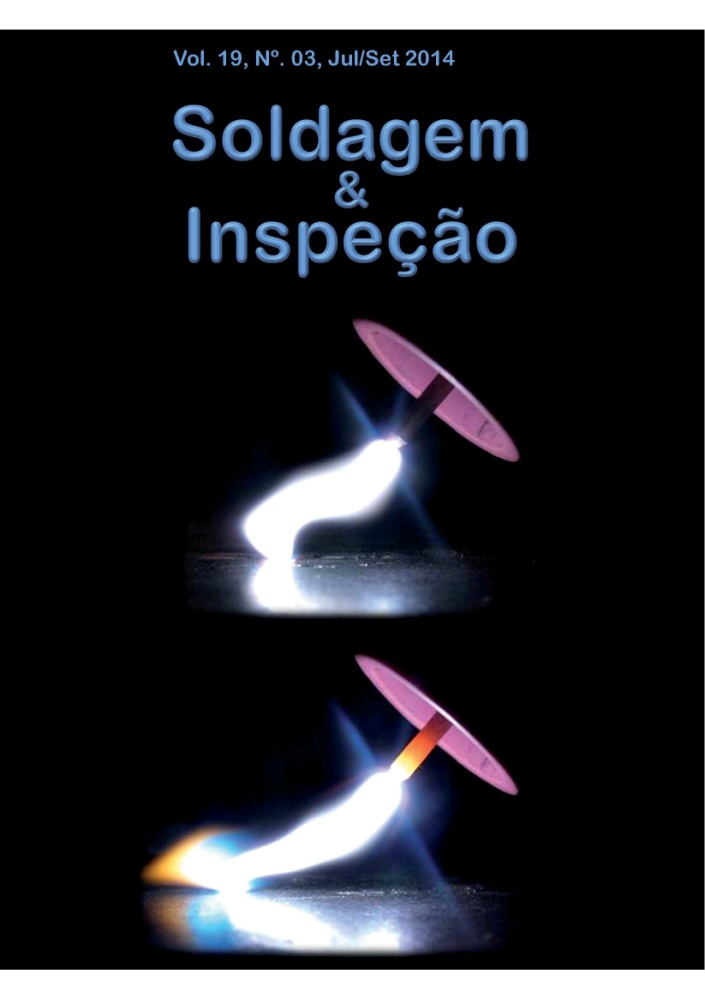 Vol. 19, Nº. 03, Jul/Set 2014
Soldagem
&
Inspeção